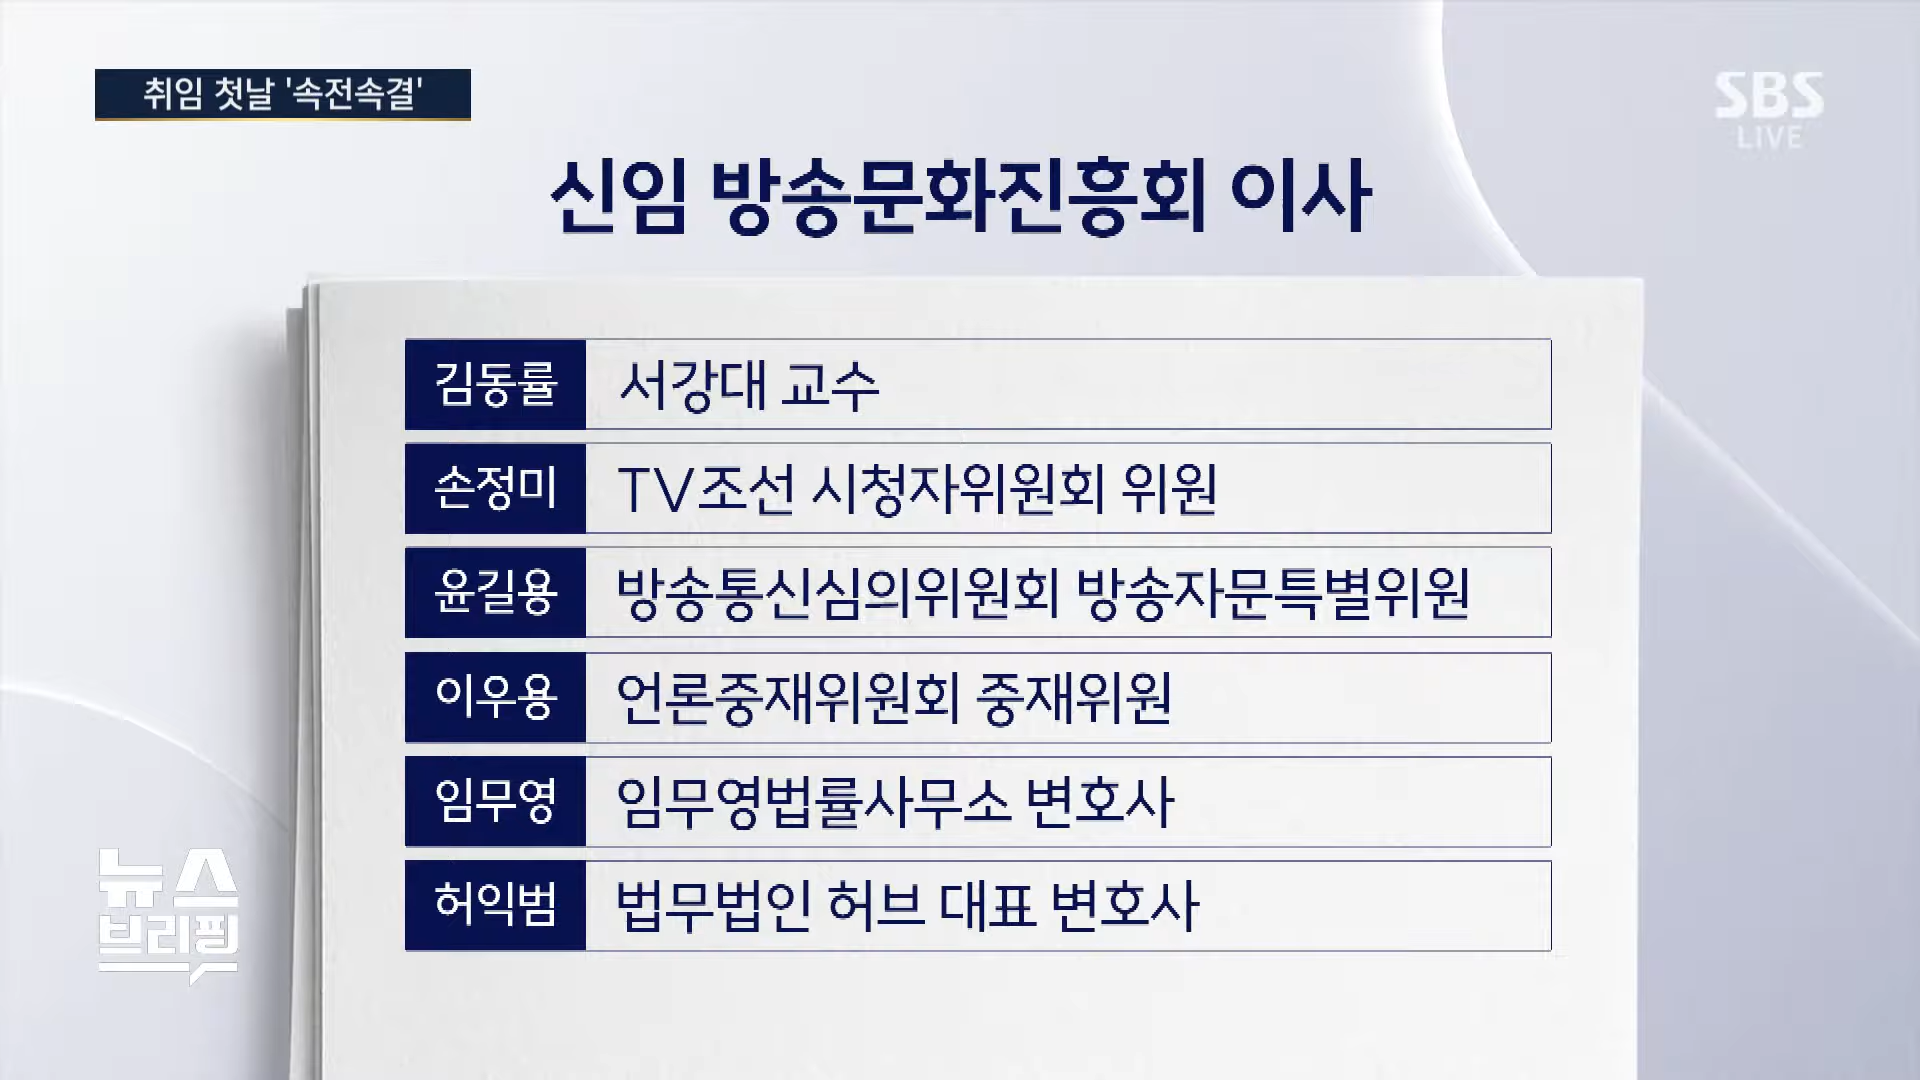 취임 첫날 '속전속결'
SBS
LIVE
신임 방송문화진흥회 이사
김동률 서강대 교수
손정미 TV조선 시청자위원회 위원
윤길용 방송통신심의위원회 방송자문특별위원
이우용 언론중재위원회 중재위원
임무영 임무영법률사무소 변호사
허익범 법무법인 허브 대표 변호사
뉴스
브리핑